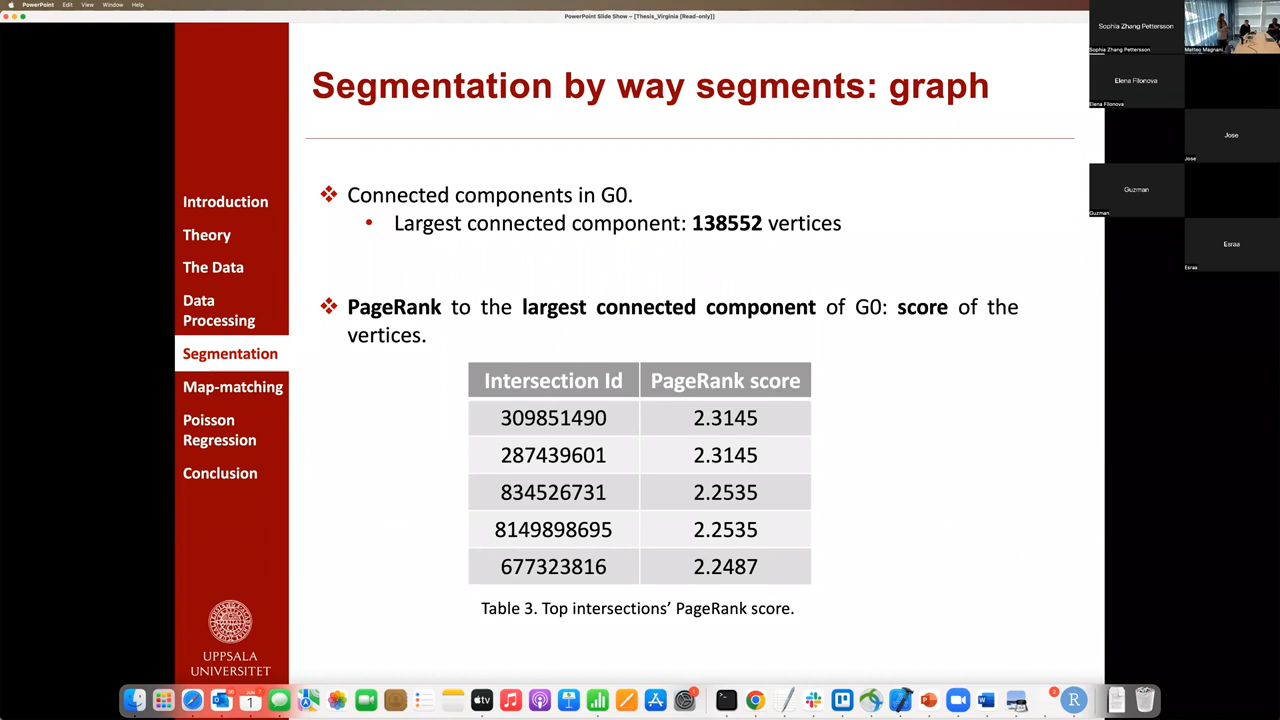 PowerPoint Edit View Window Help
PowerPoint Slide Show – [Thesis_Virginia [Read-only]]
Segmentation by way segments: graph
Introduction
Theory
The Data
Data
Processing
Segmentation
Map-matching
Poisson
Regression
Conclusion
UPPSALA
UNIVERSITET
❖ Connected components in G0.
• Largest connected component: 138552 vertices
❖ PageRank to the largest connected component of G0: score of the
vertices.
Intersection Id PageRank score
309851490 2.3145
287439601 2.3145
834526731 2.2535
8149898695 2.2535
677323816 2.2487
Table 3. Top intersections’ PageRank score.
Sophia Zhang Pettersson
Sophia Zhang Pettersson
Matteo Magnani
Elena Filonova
Elena Filonova
Jose
Jose
Guzman
Guzman
Esraa
Esraa
tv